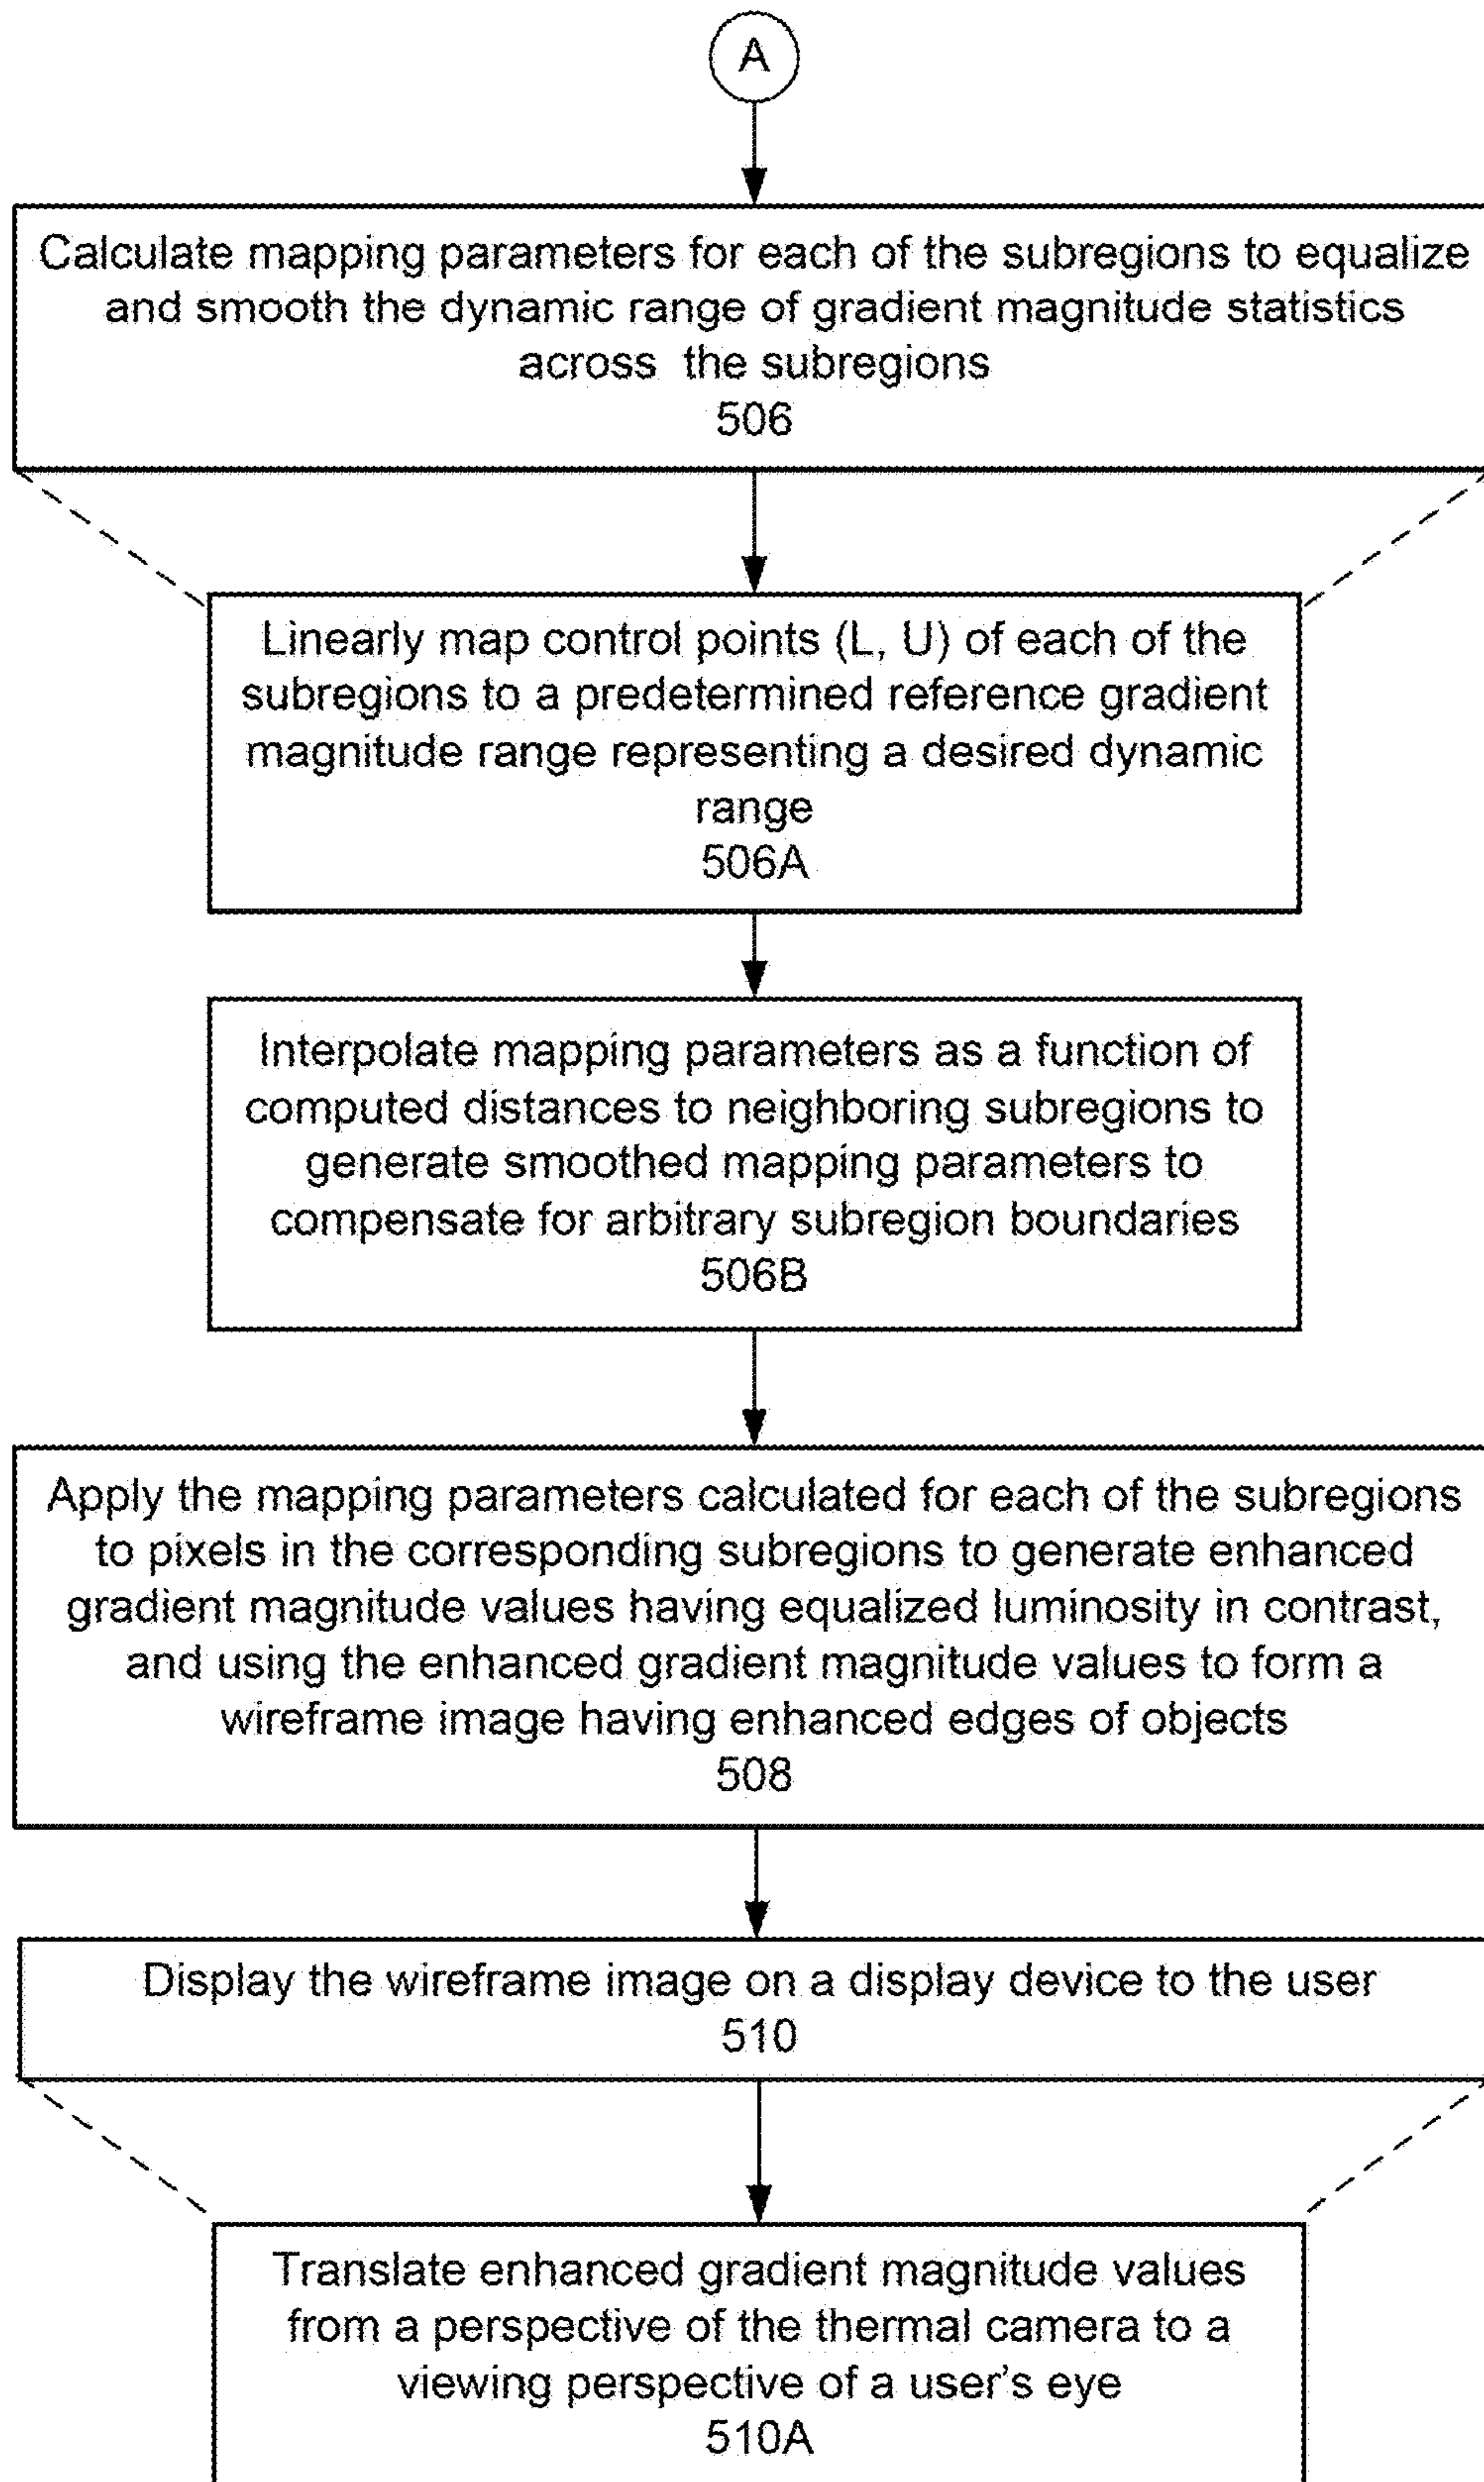 A
Calculate mapping parameters for each of the subregions to equalize
and smooth the dynamic range of gradient magnitude statistics
across the subregions
506
Linearly map control points (L, U) of each of the
subregions to a predetermined reference gradient
magnitude range representing a desired dynamic
range
506A
Interpolate mapping parameters as a function of
computed distances to neighboring subregions to
generate smoothed mapping parameters to
compensate for arbitrary subregion boundaries
506B
Apply the mapping parameters calculated for each of the subregions
to pixels in the corresponding subregions to generate enhanced
gradient magnitude values having equalized luminosity in contrast,
and using the enhanced gradient magnitude values to form a
wireframe image having enhanced edges of objects
508
Display the wireframe image on a display device to the user
510
Translate enhanced gradient magnitude values
from a perspective of the thermal camera to a
viewing perspective of a user's eye
510A